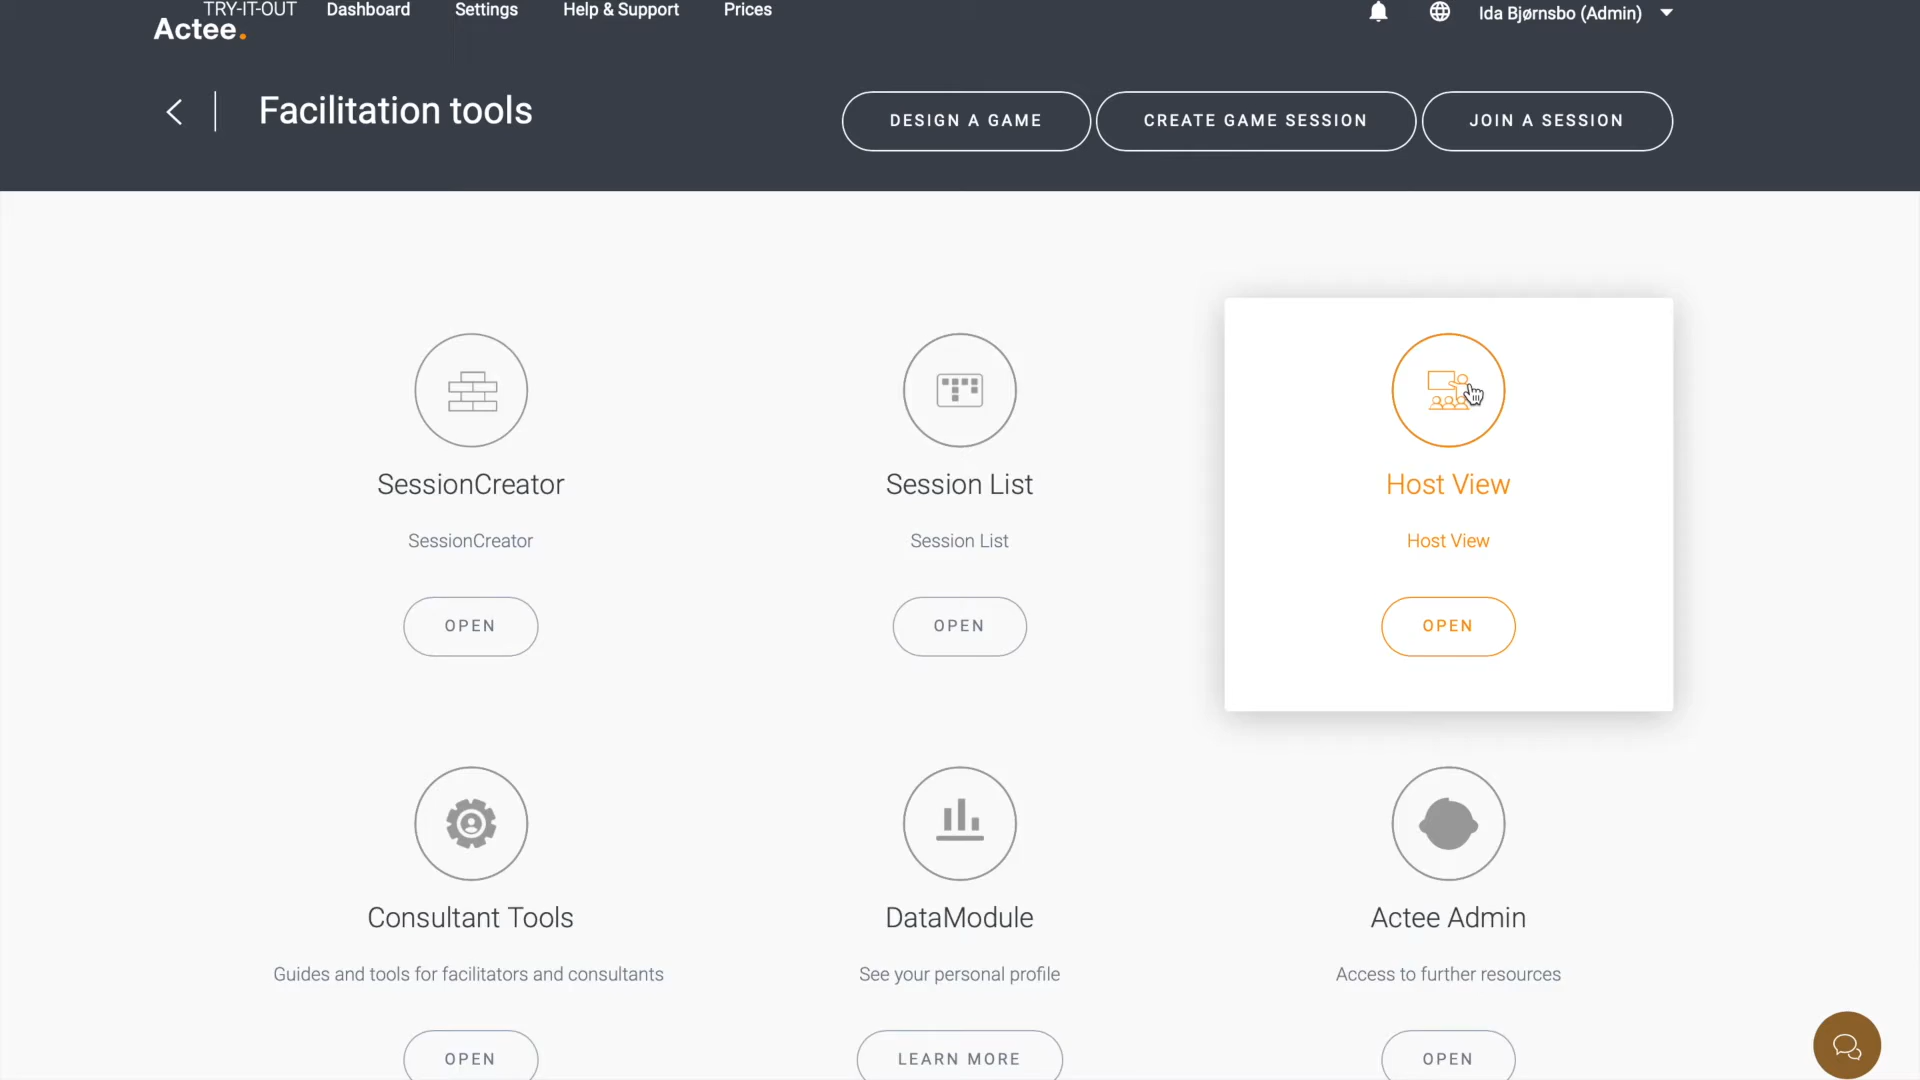 TRY-IT-OUT Dashboard Settings Help & Support Prices Ida Bjørnsbo (Admin)
Actee.
Facilitation tools
DESIGN A GAME CREATE GAME SESSION JOIN A SESSION
SessionCreator
SessionCreator
OPEN
Session List
Session List
OPEN
Host View
Host View
OPEN
Consultant Tools
Guides and tools for facilitators and consultants
OPEN
DataModule
See your personal profile
LEARN MORE
Actee Admin
Access to further resources
OPEN